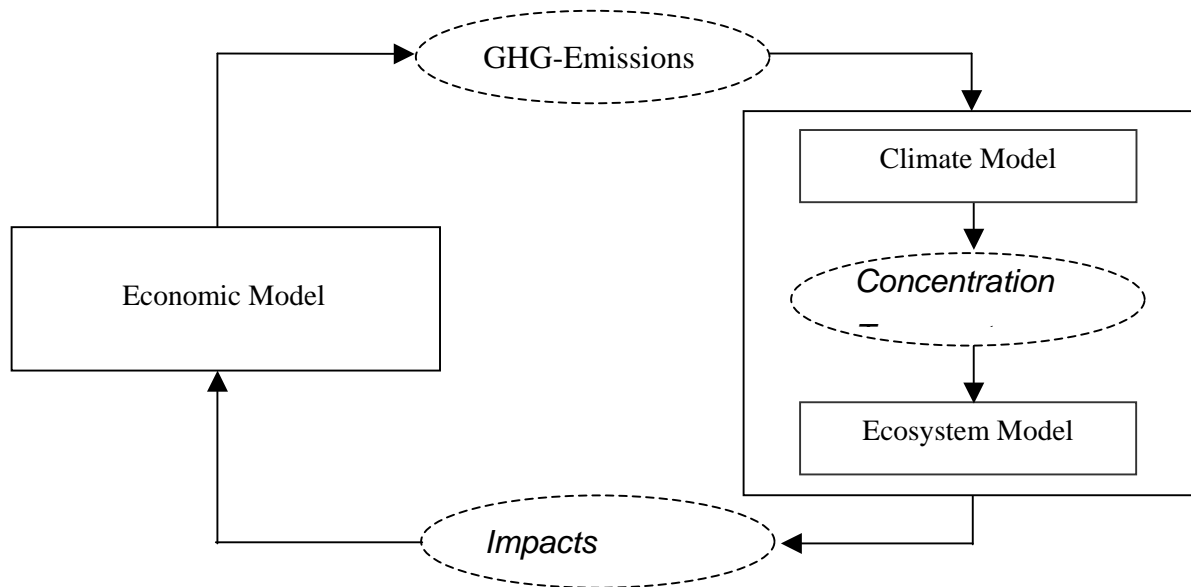 GHG-Emissions
Climate Model
Concentration
Economic Model
Ecosystem Model
Impacts